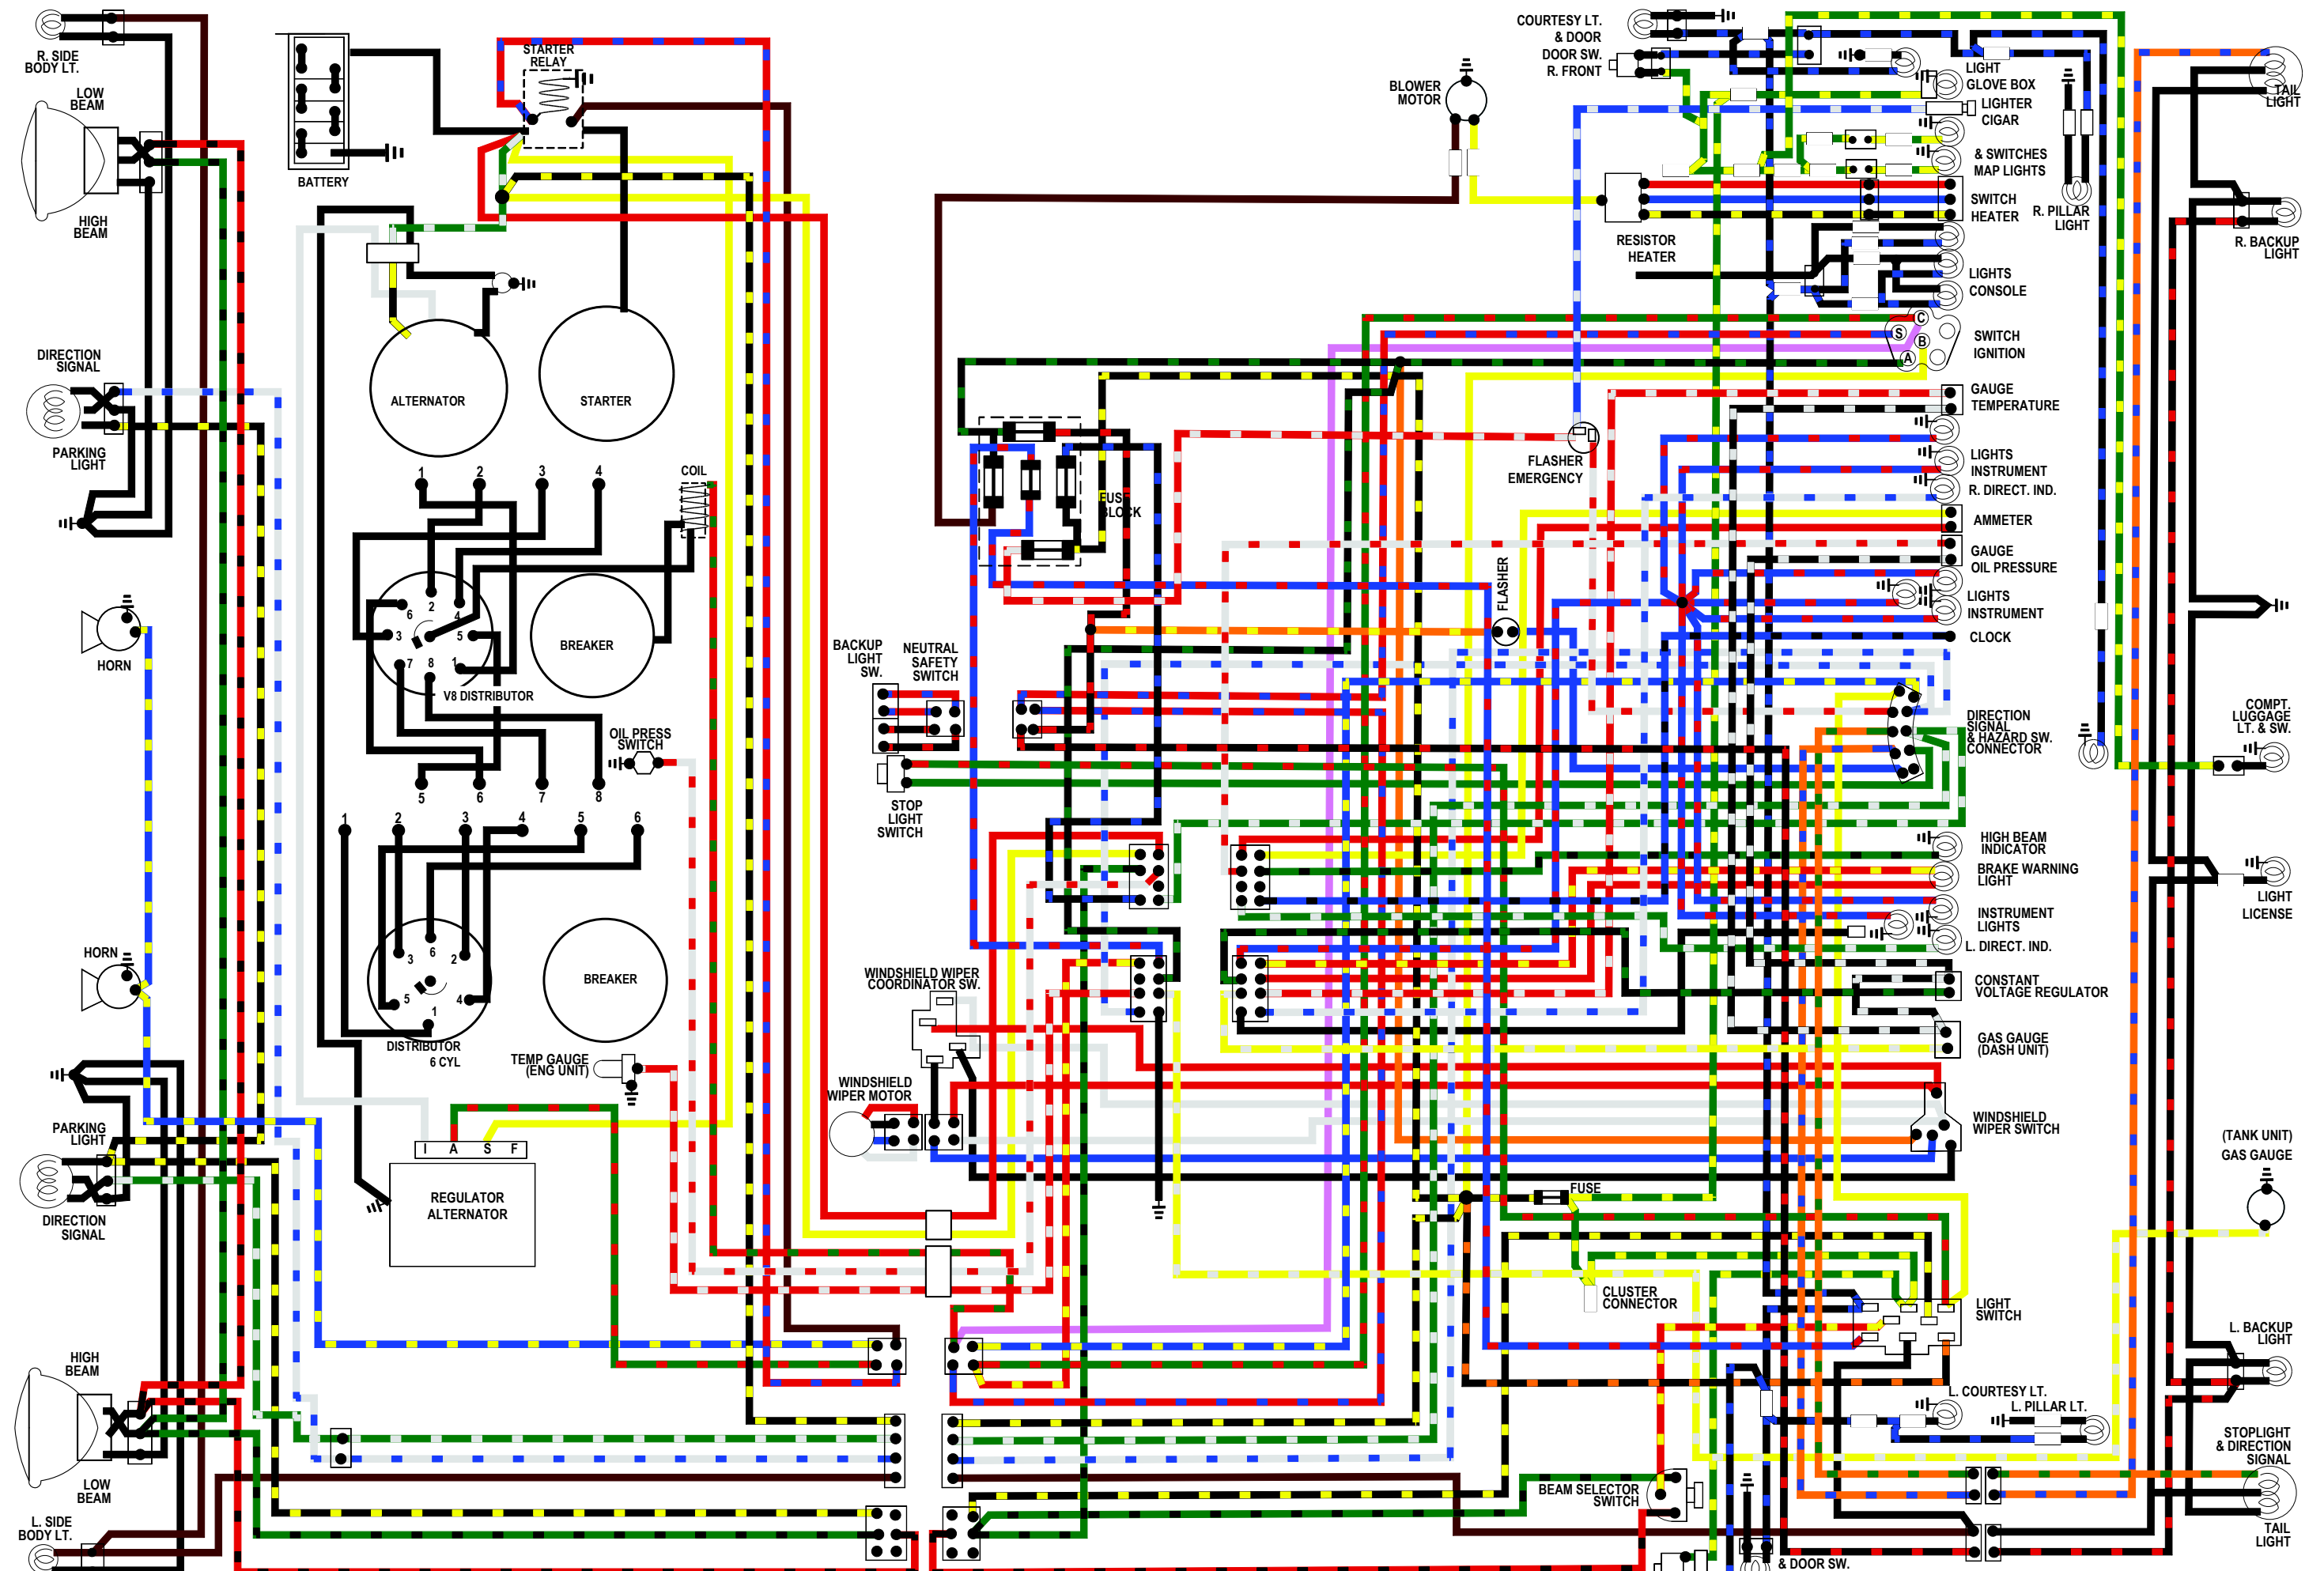 R. SIDE
BODY LT.
LOW
BEAM
HIGH
BEAM
DIRECTION
SIGNAL
PARKING
LIGHT
HORN
HORN
PARKING
LIGHT
DIRECTION
SIGNAL
HIGH
BEAM
LOW
BEAM
L. SIDE
BODY LT.
BATTERY
STARTER
RELAY
ALTERNATOR
STARTER
1 2 3 4
COIL
6 2 4
3 5
7 8 1
V8 DISTRIBUTOR
BREAKER
OIL PRESS
SWITCH
5 6 7 8
1 2 3 4 5 6
3 6 2
5 4
1
DISTRIBUTOR
6 CYL
BREAKER
TEMP GAUGE
(ENG UNIT)
I A S F
REGULATOR
ALTERNATOR
BLOWER
MOTOR
FUSE
BLOCK
BACKUP
LIGHT
SW.
NEUTRAL
SAFETY
SWITCH
STOP
LIGHT
SWITCH
WINDSHIELD WIPER
COORDINATOR SW.
WINDSHIELD
WIPER MOTOR
COURTESY LT.
& DOOR
DOOR SW.
R. FRONT
RESISTOR
HEATER
FLASHER
EMERGENCY
FLASHER
FUSE
CLUSTER
CONNECTOR
BEAM SELECTOR
SWITCH
& DOOR SW.
LIGHT
GLOVE BOX
LIGHTER
CIGAR
& SWITCHES
MAP LIGHTS
SWITCH
HEATER
LIGHTS
CONSOLE
C
S
B
A
SWITCH
IGNITION
GAUGE
TEMPERATURE
LIGHTS
INSTRUMENT
R. DIRECT. IND.
AMMETER
GAUGE
OIL PRESSURE
LIGHTS
INSTRUMENT
CLOCK
DIRECTION
SIGNAL
& HAZARD SW.
CONNECTOR
HIGH BEAM
INDICATOR
BRAKE WARNING
LIGHT
INSTRUMENT
LIGHTS
L. DIRECT. IND.
CONSTANT
VOLTAGE REGULATOR
GAS GAUGE
(DASH UNIT)
WINDSHIELD
WIPER SWITCH
LIGHT
SWITCH
L. COURTESY LT.
L. PILLAR LT.
R. PILLAR
LIGHT
TAIL
LIGHT
R. BACKUP
LIGHT
COMPT.
LUGGAGE
LT. & SW.
LIGHT
LICENSE
(TANK UNIT)
GAS GAUGE
L. BACKUP
LIGHT
STOPLIGHT
& DIRECTION
SIGNAL
TAIL
LIGHT